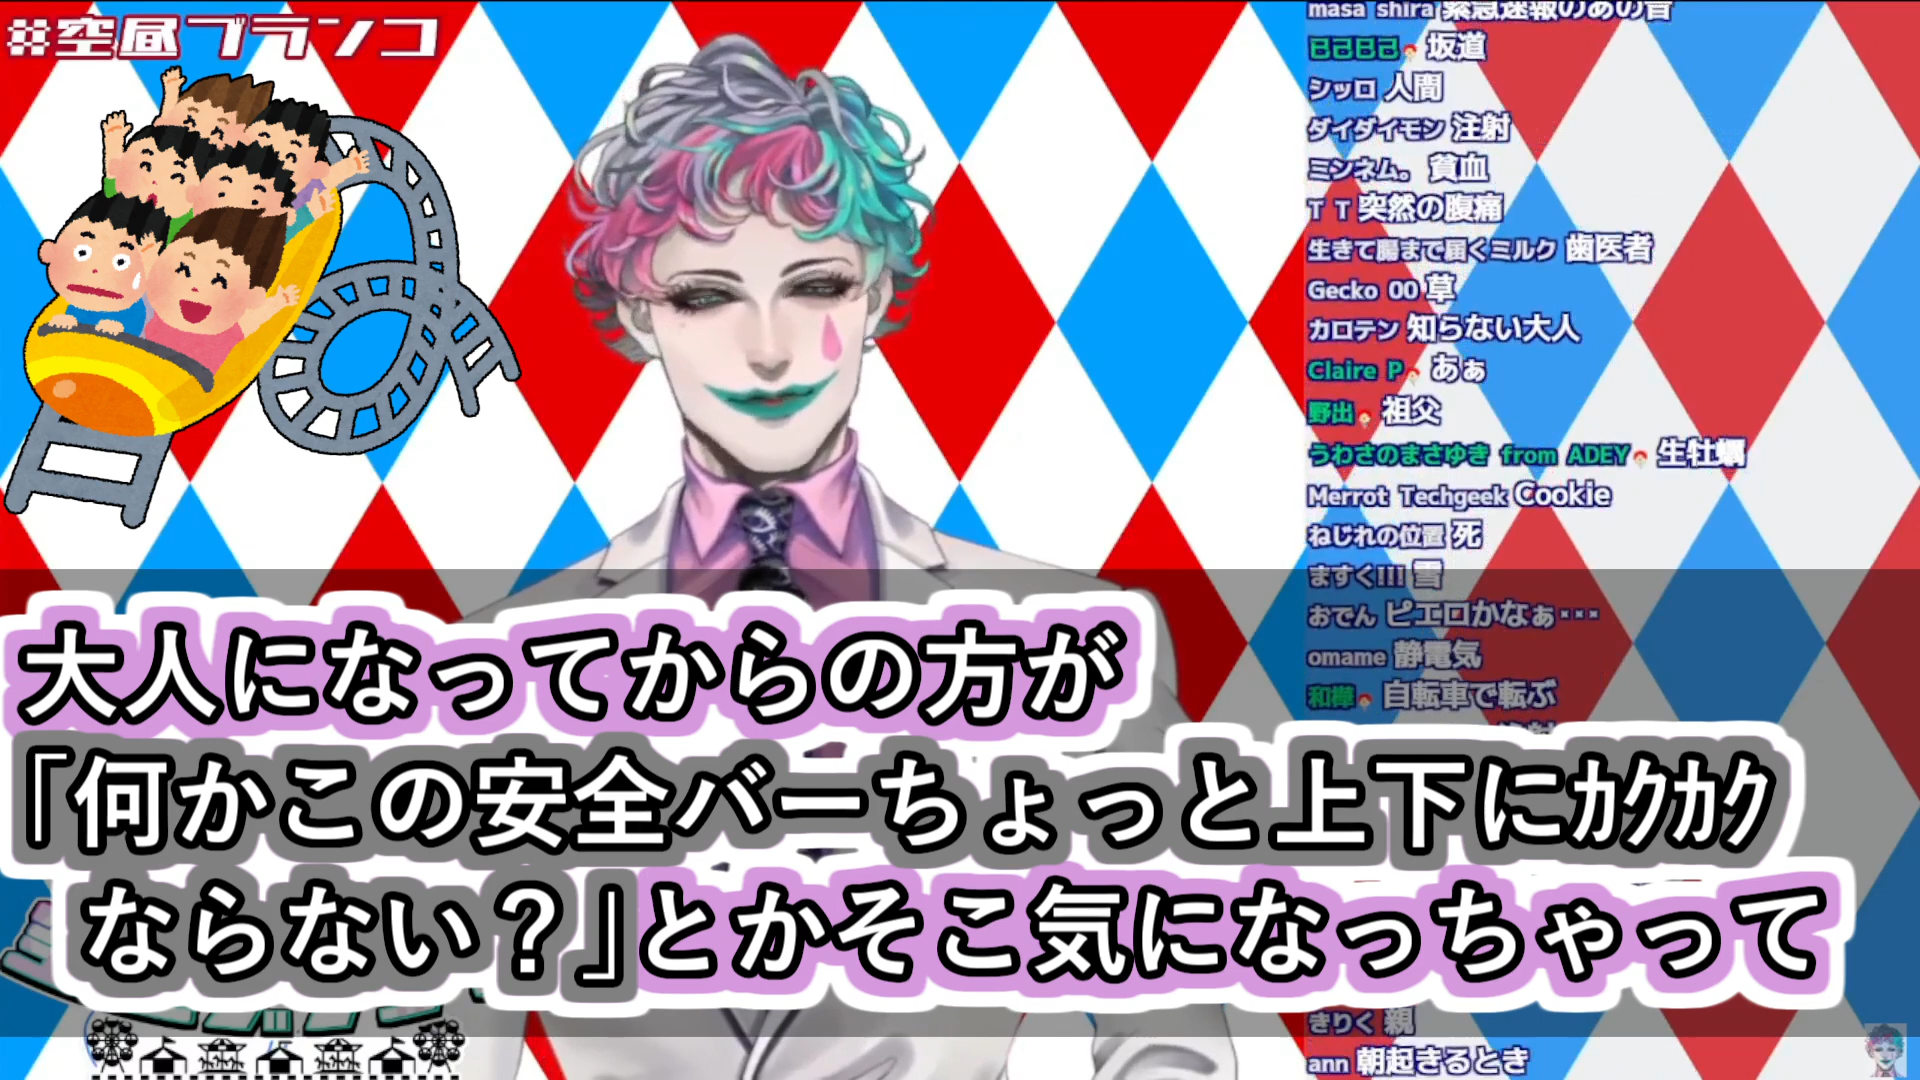 #空昼ブランコ
masa shira 緊急速報のあの音
己己己己 坂道
シッロ 人間
ダイダイモン 注射
ミンネム。 貧血
T T 突然の腹痛
生きて腸まで届くミルク 歯医者
Gecko 00 草
カロテン 知らない大人
Claire P あぁ
野出 祖父
うわさのまさゆき from ADEY 生牡蠣
Merrot Techgeek Cookie
ねじれの位置 死
ますく!!! 雪
おでん ピエロかなぁ…
omame 静電気
和樺 自転車で転ぶ
大人になってからの方が
「何かこの安全バーちょっと上下にｶｸｶｸ
ならない？」とかそこ気になっちゃって
きりく 親
ann 朝起きるとき